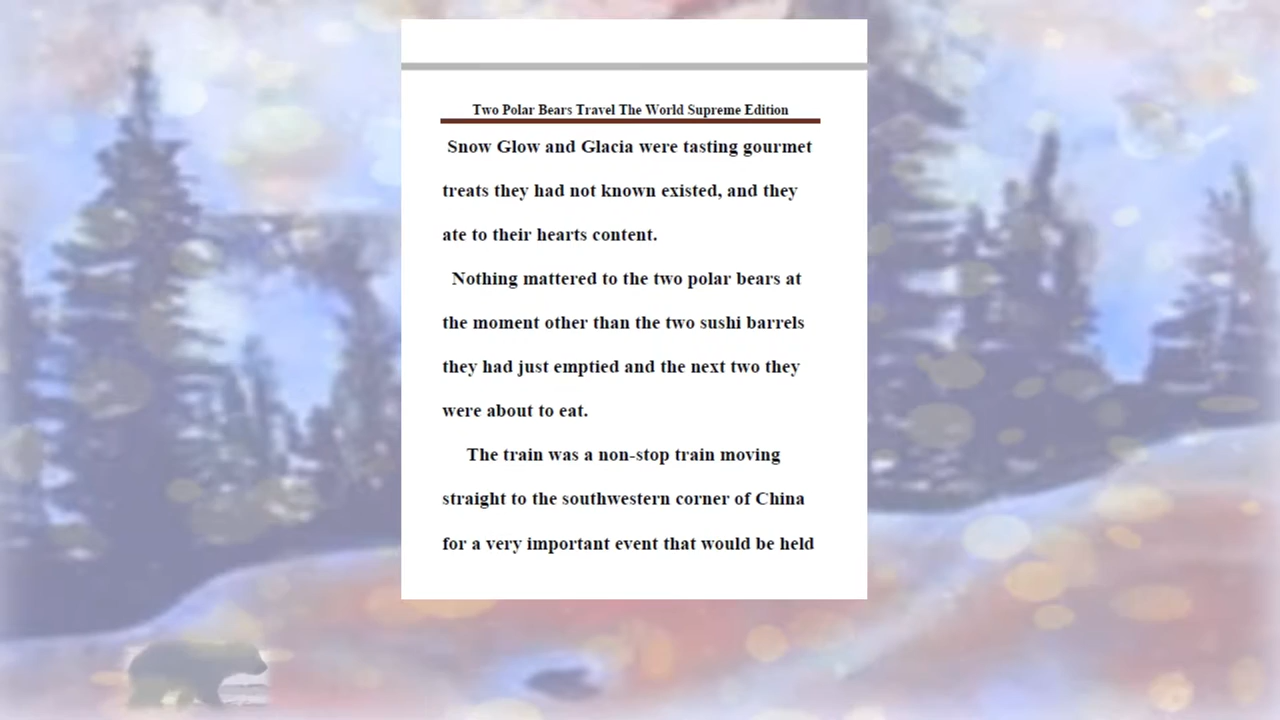 Two Polar Bears Travel The World Supreme Edition
Snow Glow and Glacia were tasting gourmet
treats they had not known existed, and they
ate to their hearts content.
Nothing mattered to the two polar bears at
the moment other than the two sushi barrels
they had just emptied and the next two they
were about to eat.
The train was a non-stop train moving
straight to the southwestern corner of China
for a very important event that would be held